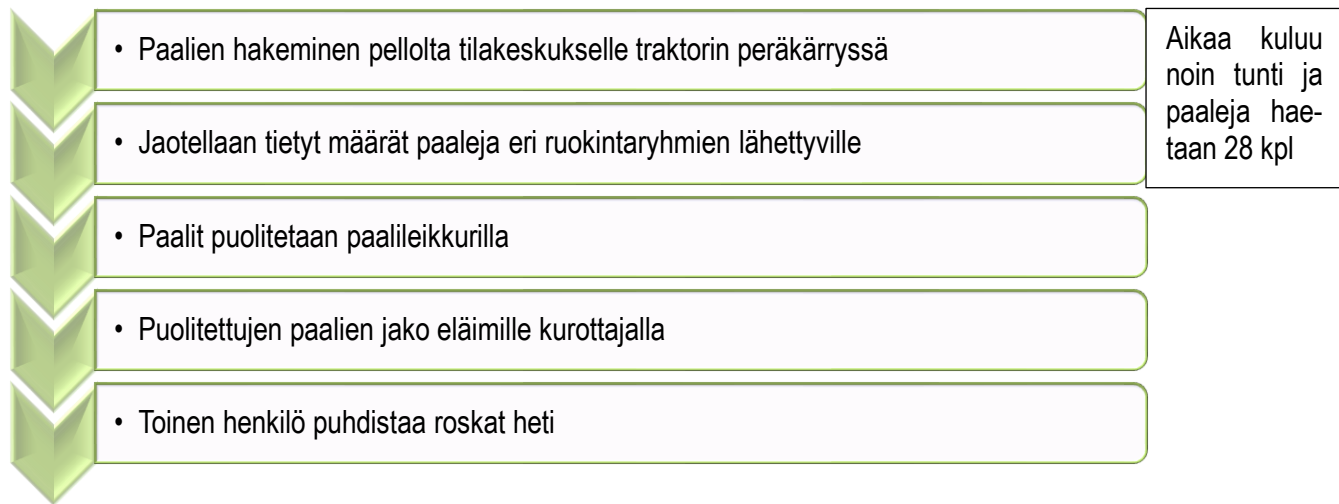 • Paalien hakeminen pellolta tilakeskukselle traktorin peräkärryssä
• Jaotellaan tietyt määrät paaleja eri ruokintaryhmien lähettyville
• Paalit puolitetaan paalileikkurilla
• Puolitettujen paalien jako eläimille kurottajalla
• Toinen henkilö puhdistaa roskat heti
Aikaa kuluu
noin tunti ja
paaleja hae-
taan 28 kpl